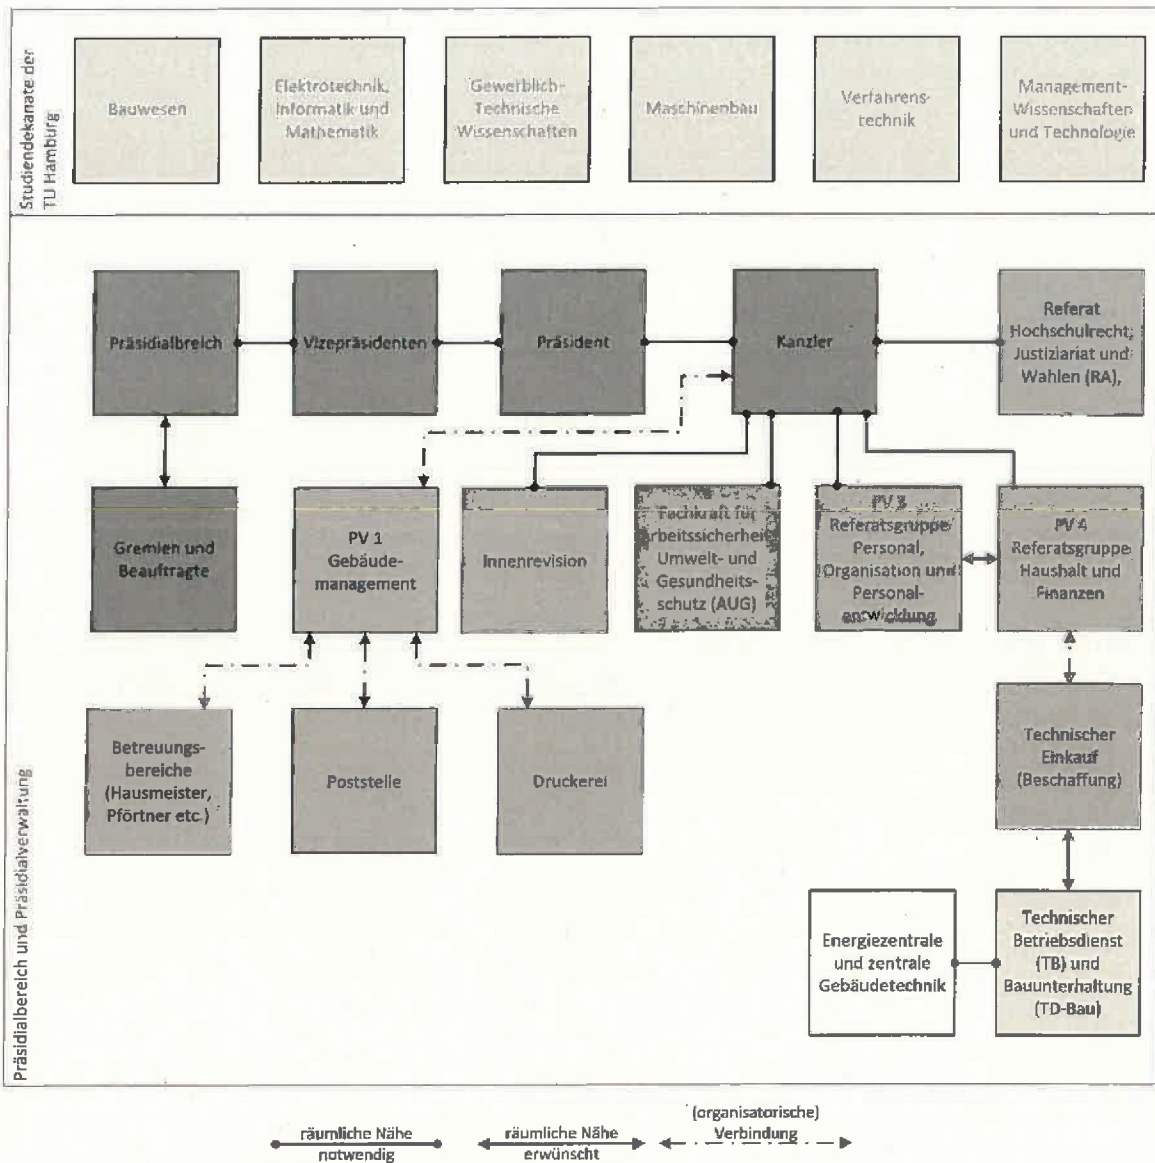 Studiendekanate der
TU Hamburg
Bauwesen
Elektrotechnik,
Informatik und
Mathematik
Gewerblich-
Technische
Wissenschaften
Maschinenbau
Verfahrens-
technik
Management-
Wissenschaften
und Technologie
Präsidialbereich und Präsidialverwaltung
Präsidialbreich
Vizepräsidenten
Präsident
Kanzler
Referat
Hochschulrecht,
Justiziariat und
Wahlen (RA),
Gremien und
Beauftragte
PV 1
Gebäude-
management
Innenrevision
Fachkraft für
Arbeitssicherheit
Umwelt- und
Gesundheits-
schutz (AUG)
PV 3
Referatsgruppe
Personal,
Organisation und
Personal-
entwicklung
PV 4
Referatsgruppe
Haushalt und
Finanzen
Betreuungs-
bereiche
(Hausmeister,
Pförtner etc.)
Poststelle
Druckerei
Technischer
Einkauf
(Beschaffung)
Energiezentrale
und zentrale
Gebäudetechnik
Technischer
Betriebsdienst
(TB) und
Bauunterhaltung
(TD-Bau)
räumliche Nähe
notwendig
räumliche Nähe
erwünscht
(organisatorische)
Verbindung